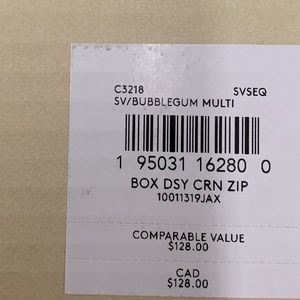 C3218 SVSEQ
SV/BUBBLEGUM MULTI
1 95031 16280 0
BOX DSY CRN ZIP
10011319JAX
COMPARABLE VALUE
$128.00
CAD
$128.00